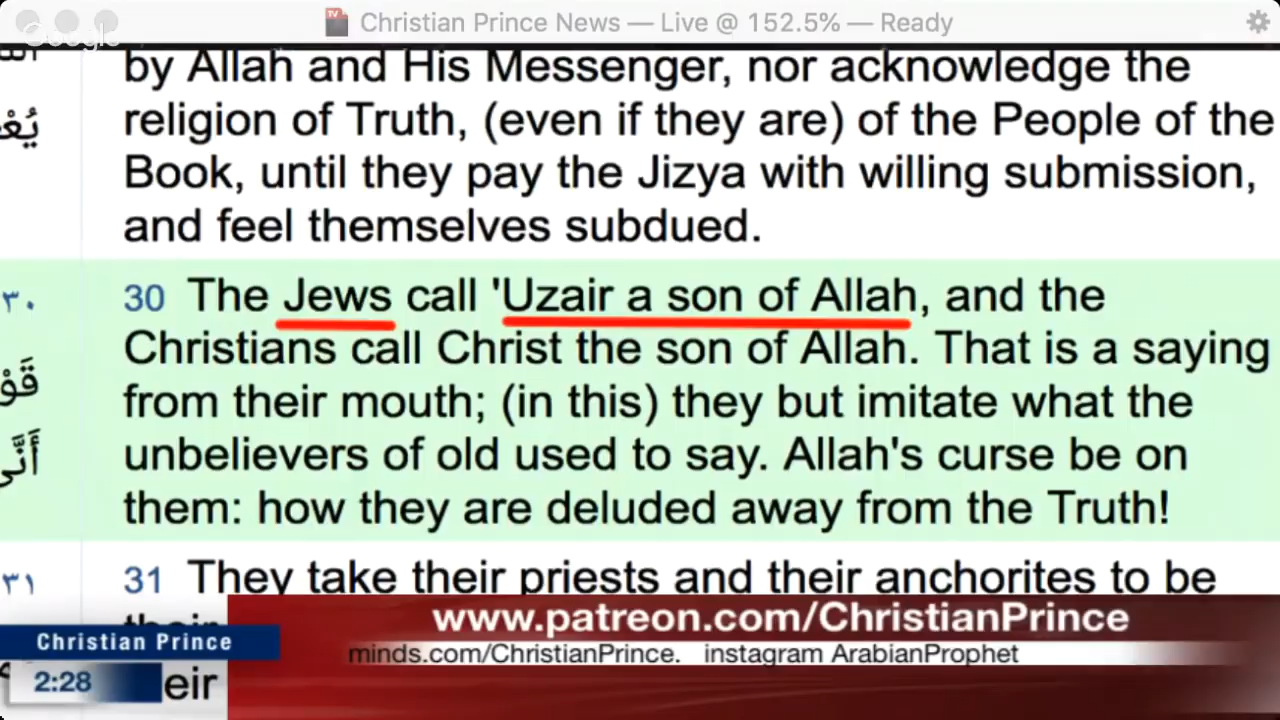 Christian Prince News — Live @ 152.5% — Ready
Google
by Allah and His Messenger, nor acknowledge the
religion of Truth, (even if they are) of the People of the
Book, until they pay the Jizya with willing submission,
and feel themselves subdued.
٣٠
30 The Jews call 'Uzair a son of Allah, and the
Christians call Christ the son of Allah. That is a saying
from their mouth; (in this) they but imitate what the
unbelievers of old used to say. Allah's curse be on
them: how they are deluded away from the Truth!
٣١
31 They take their priests and their anchorites to be
their
www.patreon.com/ChristianPrince
Christian Prince
minds.com/ChristianPrince. instagram ArabianProphet
2:28
eir